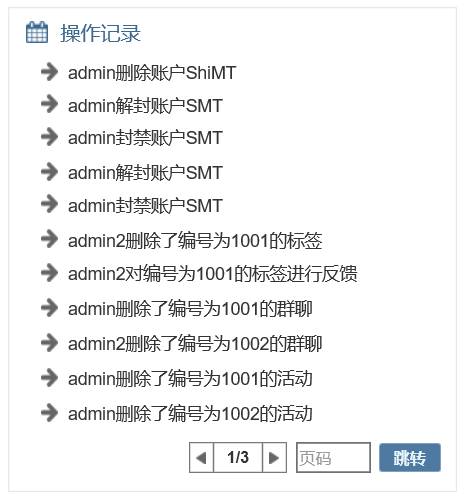 操作记录
admin删除账户ShiMT
admin解封账户SMT
admin封禁账户SMT
admin解封账户SMT
admin封禁账户SMT
admin2删除了编号为1001的标签
admin2对编号为1001的标签进行反馈
admin删除了编号为1001的群聊
admin2删除了编号为1002的群聊
admin删除了编号为1001的活动
admin删除了编号为1002的活动
1/3 页码 跳转